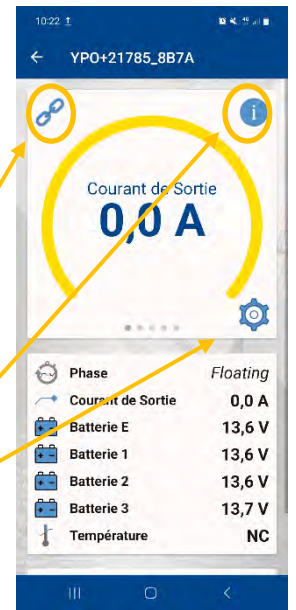 10:22
YPO+21785_8B7A
i
Courant de Sortie
0,0 A
Phase Floating
Courant de Sortie 0,0 A
Batterie E 13,6 V
Batterie 1 13,6 V
Batterie 2 13,6 V
Batterie 3 13,7 V
Température NC